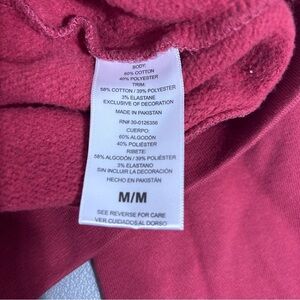 BODY:
60% COTTON
40% POLYESTER
TRIM:
58% COTTON / 39% POLYESTER
3% ELASTANE
EXCLUSIVE OF DECORATION
MADE IN PAKISTAN
RN# 30-0126356
CUERPO:
60% ALGODÓN
40% POLIÉSTER
RIBETE:
58% ALGODÓN / 39% POLIÉSTER
3% ELASTANO
SIN INCLUIR LA DECORACIÓN
HECHO EN PAKISTÁN
M/M
SEE REVERSE FOR CARE
VER CUIDADOS AL DORSO